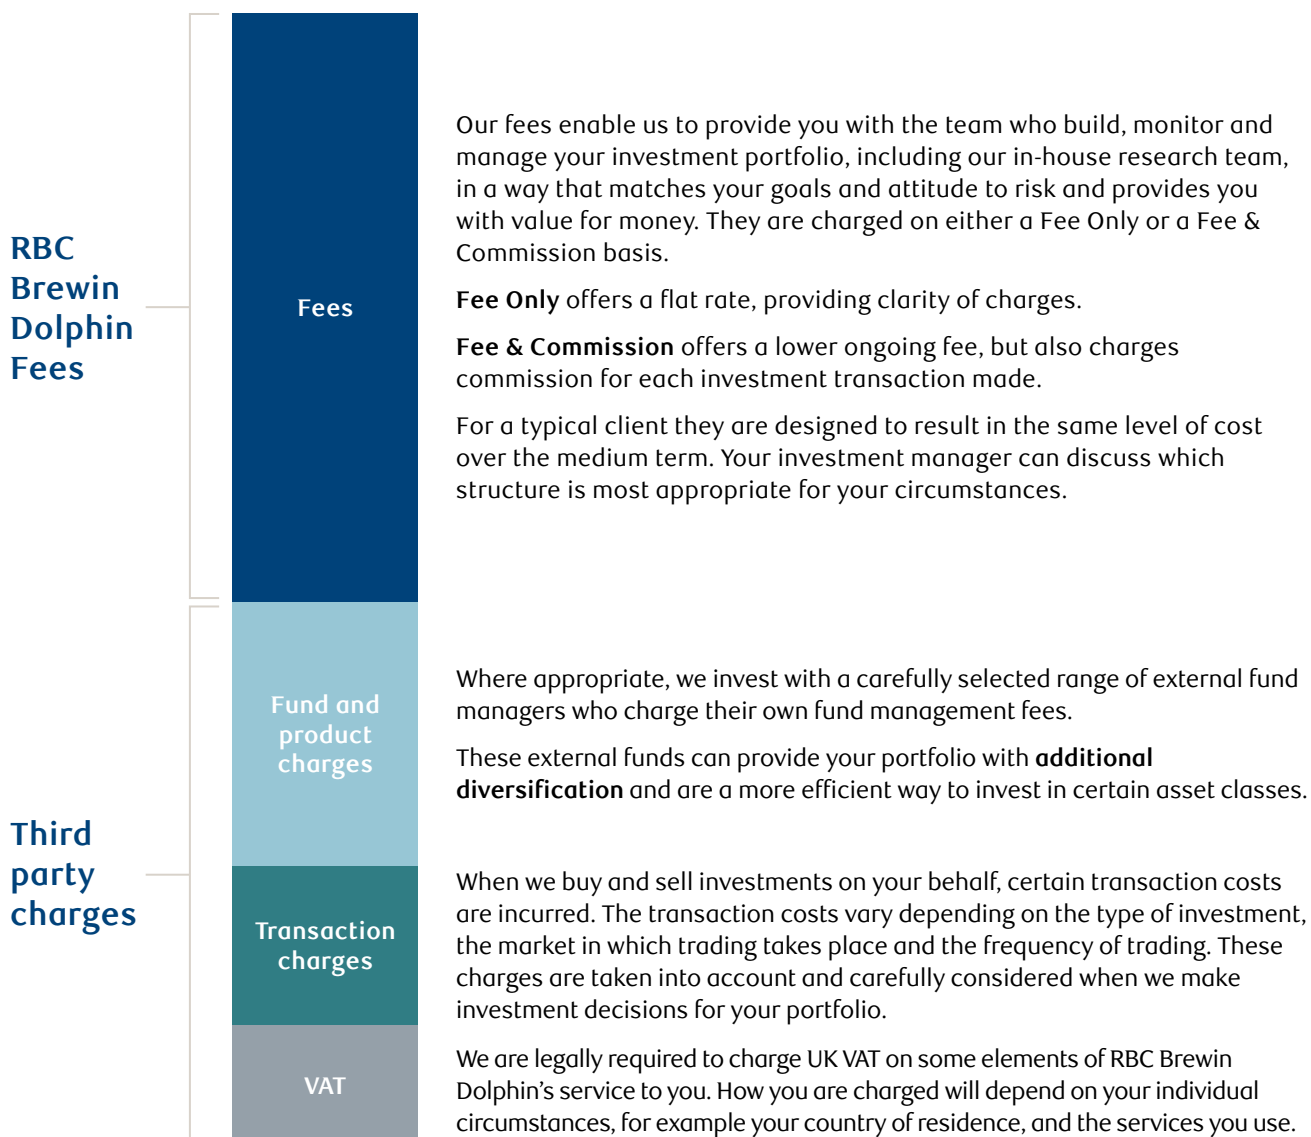 RBC
Brewin
Dolphin
Fees
Fees
Our fees enable us to provide you with the team who build, monitor and
manage your investment portfolio, including our in-house research team,
in a way that matches your goals and attitude to risk and provides you
with value for money. They are charged on either a Fee Only or a Fee &
Commission basis.
Fee Only offers a flat rate, providing clarity of charges.
Fee & Commission offers a lower ongoing fee, but also charges
commission for each investment transaction made.
For a typical client they are designed to result in the same level of cost
over the medium term. Your investment manager can discuss which
structure is most appropriate for your circumstances.
Third
party
charges
Fund and
product
charges
Where appropriate, we invest with a carefully selected range of external fund
managers who charge their own fund management fees.
These external funds can provide your portfolio with additional
diversification and are a more efficient way to invest in certain asset classes.
Transaction
charges
When we buy and sell investments on your behalf, certain transaction costs
are incurred. The transaction costs vary depending on the type of investment,
the market in which trading takes place and the frequency of trading. These
charges are taken into account and carefully considered when we make
investment decisions for your portfolio.
VAT
We are legally required to charge UK VAT on some elements of RBC Brewin
Dolphin’s service to you. How you are charged will depend on your individual
circumstances, for example your country of residence, and the services you use.